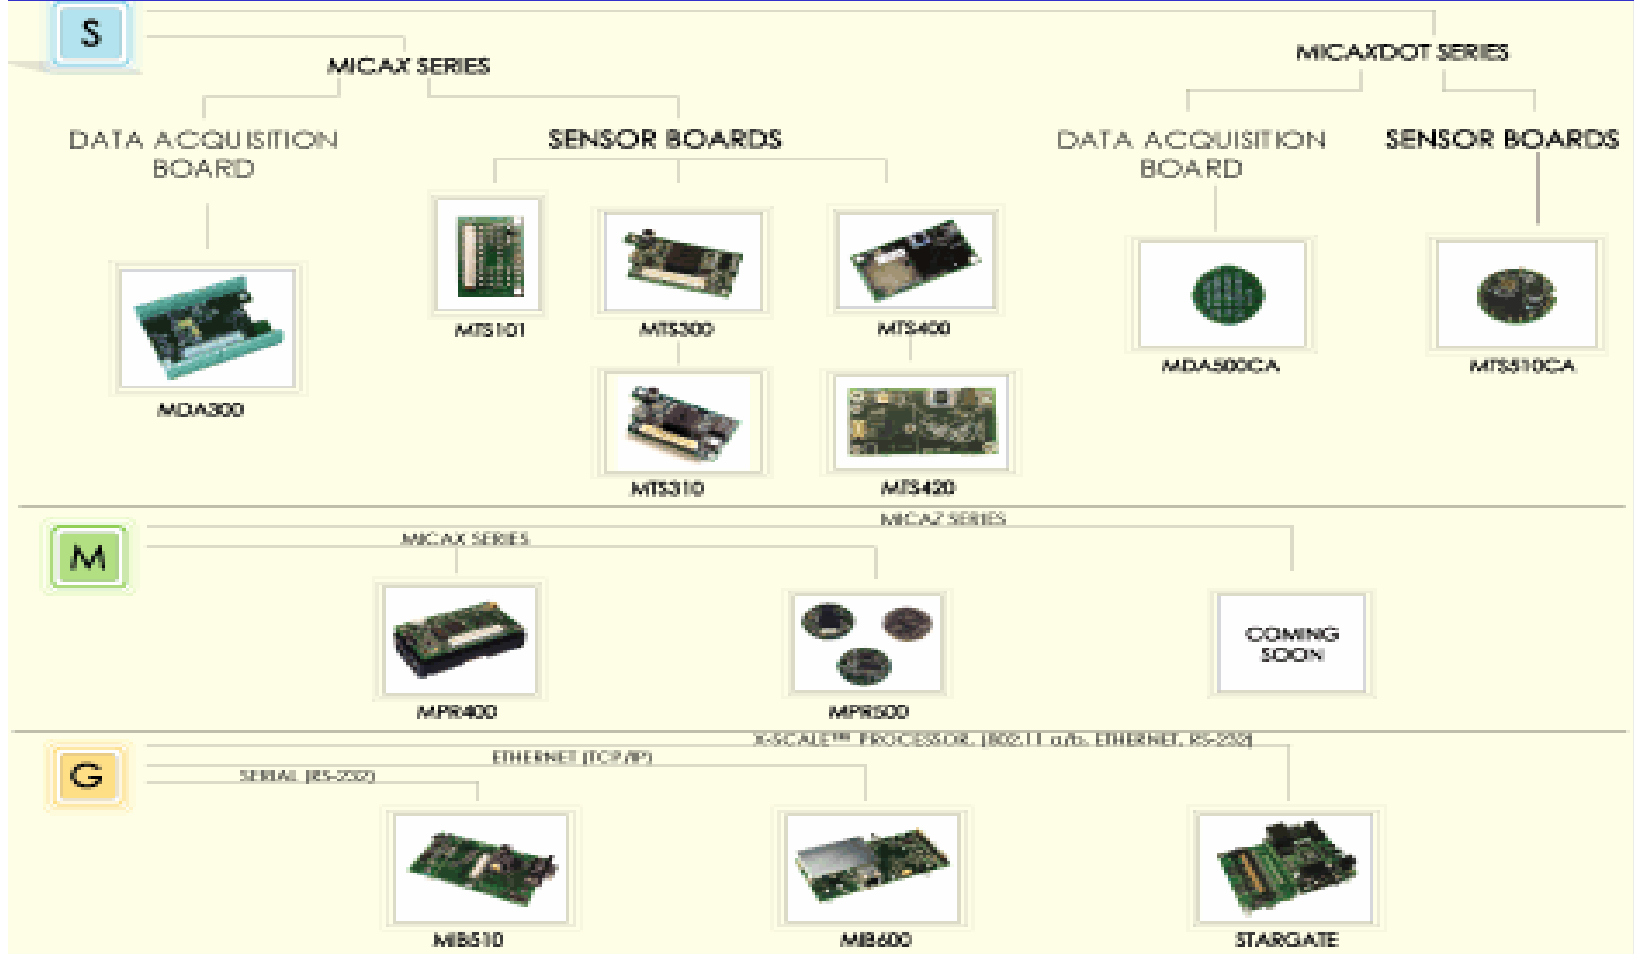 S
MICAX SERIES
MICAXDOT SERIES
DATA ACQUISITION
BOARD
SENSOR BOARDS
DATA ACQUISITION
BOARD
SENSOR BOARDS
MTS101
MTS300
MTS400
MDA300
MDA500CA
MTS510CA
MTS310
MTS420
M
MICAX SERIES
MICAZ SERIES
COMING
SOON
MPR400
MPR500
G
X-SCALE™ PROCESSOR, (802.11 a/b, ETHERNET, RS-232)
ETHERNET (TCP/IP)
SERIAL (RS-232)
MIB510
MIB600
STARGATE